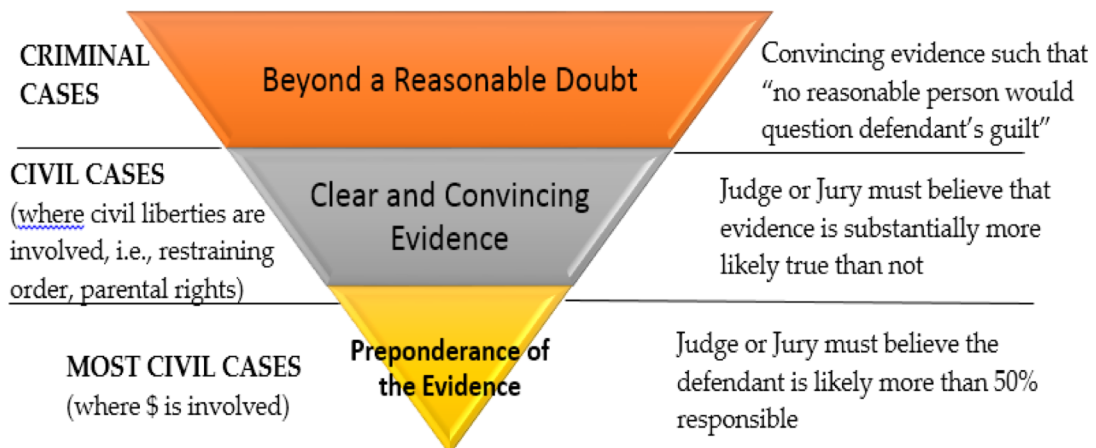 CRIMINAL
CASES
Beyond a Reasonable Doubt
Convincing evidence such that
“no reasonable person would
question defendant’s guilt”
CIVIL CASES
(where civil liberties are
involved, i.e., restraining
order, parental rights)
Clear and Convincing
Evidence
Judge or Jury must believe that
evidence is substantially more
likely true than not
MOST CIVIL CASES
(where $ is involved)
Preponderance of
the Evidence
Judge or Jury must believe the
defendant is likely more than 50%
responsible